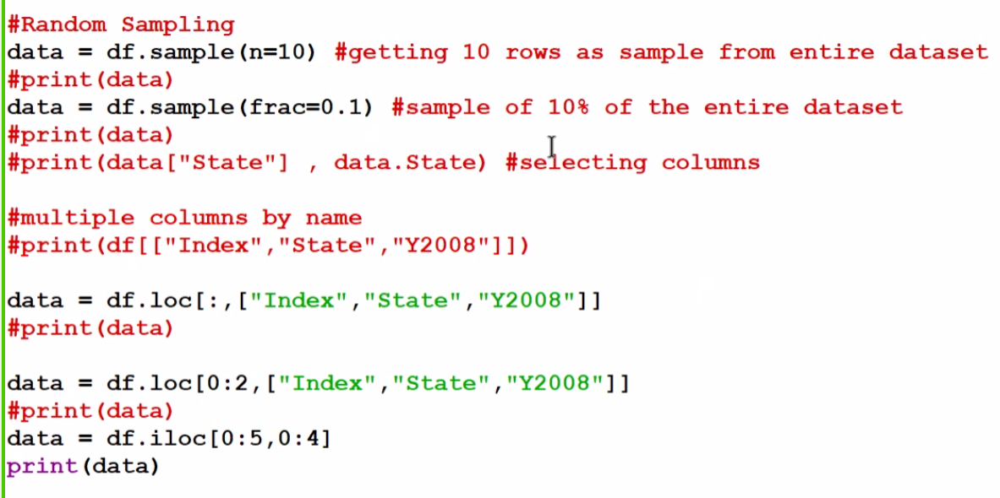 #Random Sampling
data = df.sample(n=10) #getting 10 rows as sample from entire dataset
#print(data)
data = df.sample(frac=0.1) #sample of 10% of the entire dataset
#print(data)
#print(data["State"] , data.State) #selecting columns
#multiple columns by name
#print(df[["Index","State","Y2008"]])
data = df.loc[:,["Index","State","Y2008"]]
#print(data)
data = df.loc[0:2,["Index","State","Y2008"]]
#print(data)
data = df.iloc[0:5,0:4]
print(data)